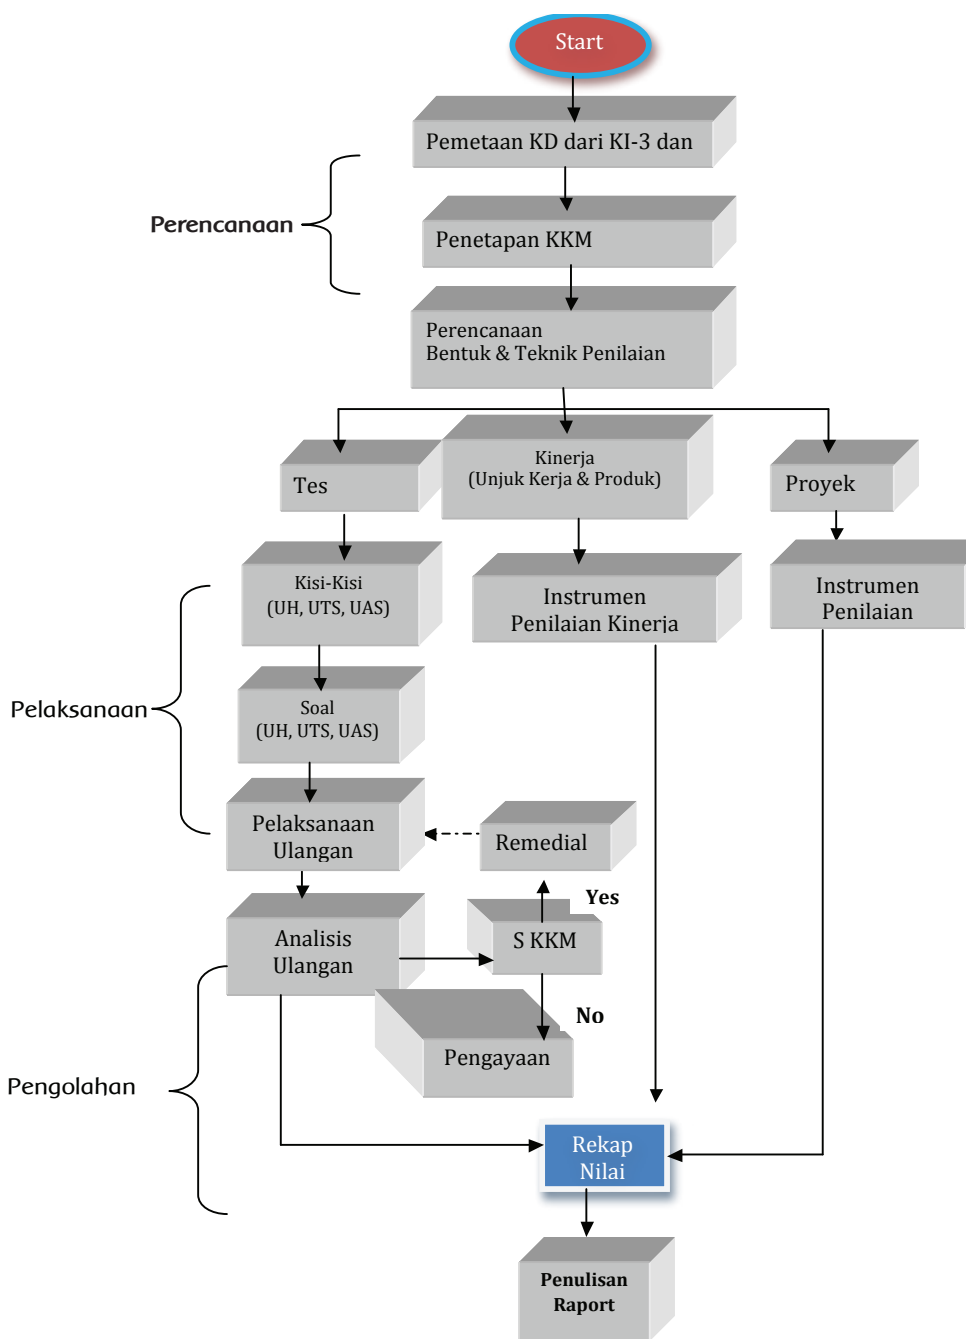 Start
Pemetaan KD dari KI-3 dan
Perencanaan
Penetapan KKM
Perencanaan
Bentuk & Teknik Penilaian
Tes
Kinerja
(Unjuk Kerja & Produk)
Proyek
Kisi-Kisi
(UH, UTS, UAS)
Instrumen
Penilaian Kinerja
Instrumen
Penilaian
Pelaksanaan
Soal
(UH, UTS, UAS)
Pelaksanaan
Ulangan
Remedial
Yes
Analisis
Ulangan
S KKM
No
Pengayaan
Pengolahan
Rekap
Nilai
Penulisan
Raport